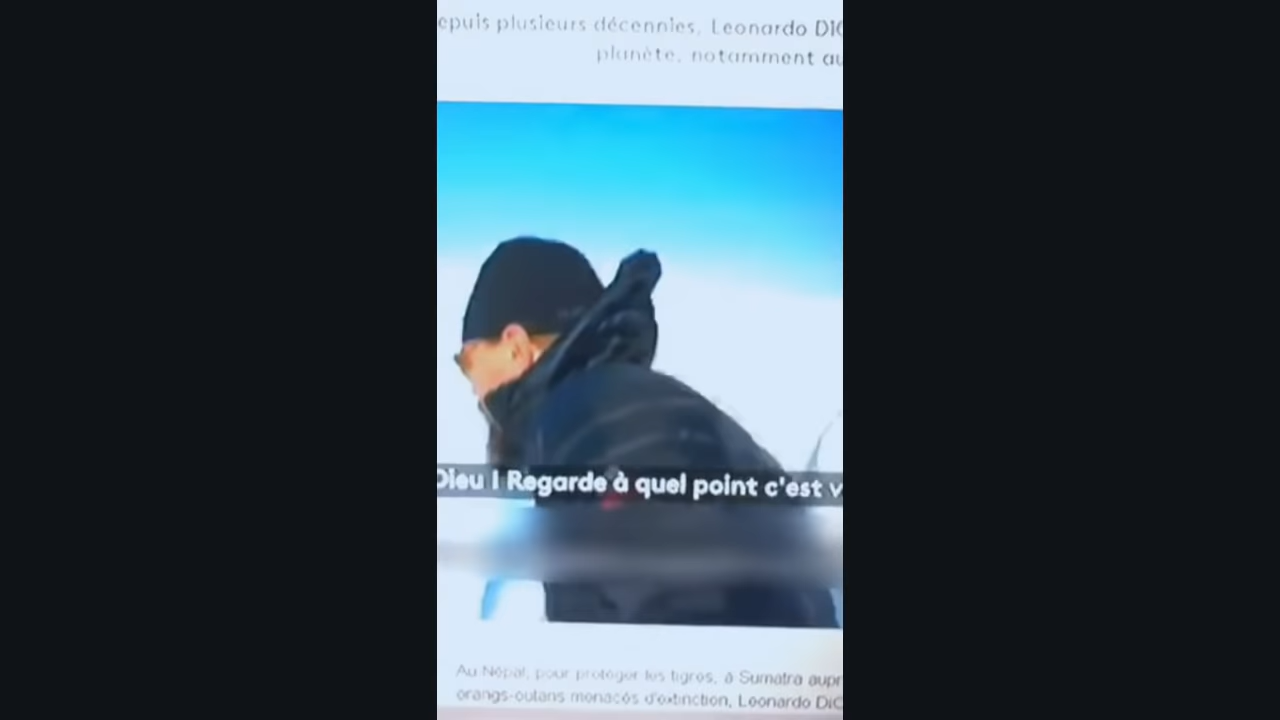 epuis plusieurs décennies, Leonardo DiC
planète, notamment au
Dieu ! Regarde à quel point c'est v
Au Népal, pour protéger les tigres, à Sumatra aupr
orangs-outans menacés d'extinction, Leonardo DiC